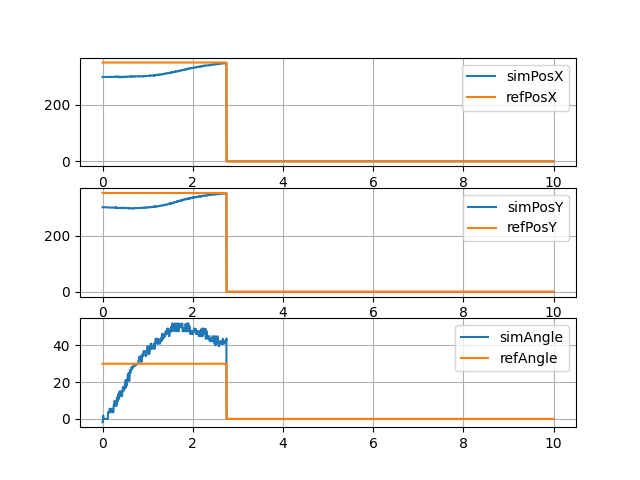 simPosX
refPosX
200
0
0 2 4 6 8 10
simPosY
refPosY
200
0
0 2 4 6 8 10
simAngle
refAngle
40
20
0
0 2 4 6 8 10